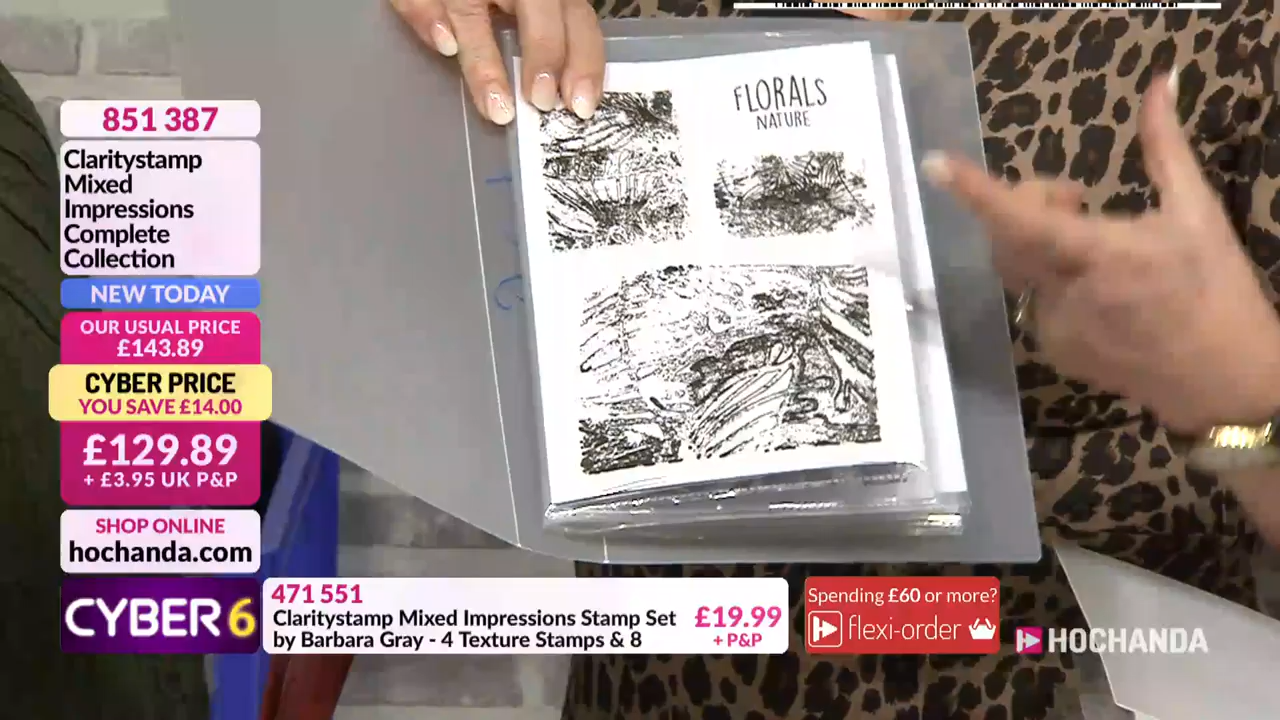 851 387
Claritystamp
Mixed
Impressions
Complete
Collection
NEW TODAY
OUR USUAL PRICE
£143.89
CYBER PRICE
YOU SAVE £14.00
£129.89
+ £3.95 UK P&P
SHOP ONLINE
hochanda.com
CYBER 6
471 551
Claritystamp Mixed Impressions Stamp Set
by Barbara Gray - 4 Texture Stamps & 8
£19.99
+ P&P
Spending £60 or more?
flexi-order
HOCHANDA
FLORALS
NATURE